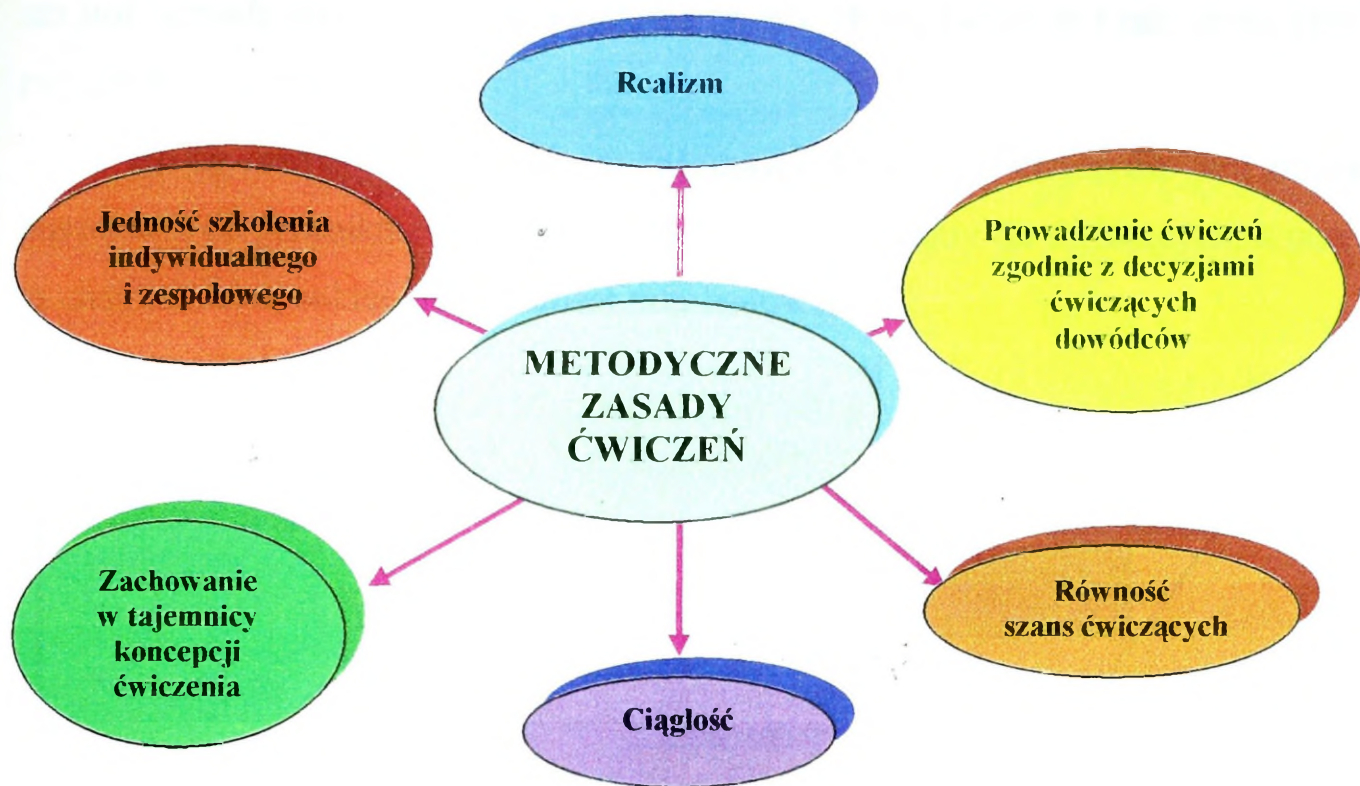 Realizm
Jedność szkolenia
indywidualnego
i zespołowego
Prowadzenie ćwiczeń
zgodnie z decyzjami
ćwiczących
dowódców
METODYCZNE
ZASADY
ĆWICZEŃ
Zachowanie
w tajemnicy
koncepcji
ćwiczenia
Równość
szans ćwiczących
Ciągłość